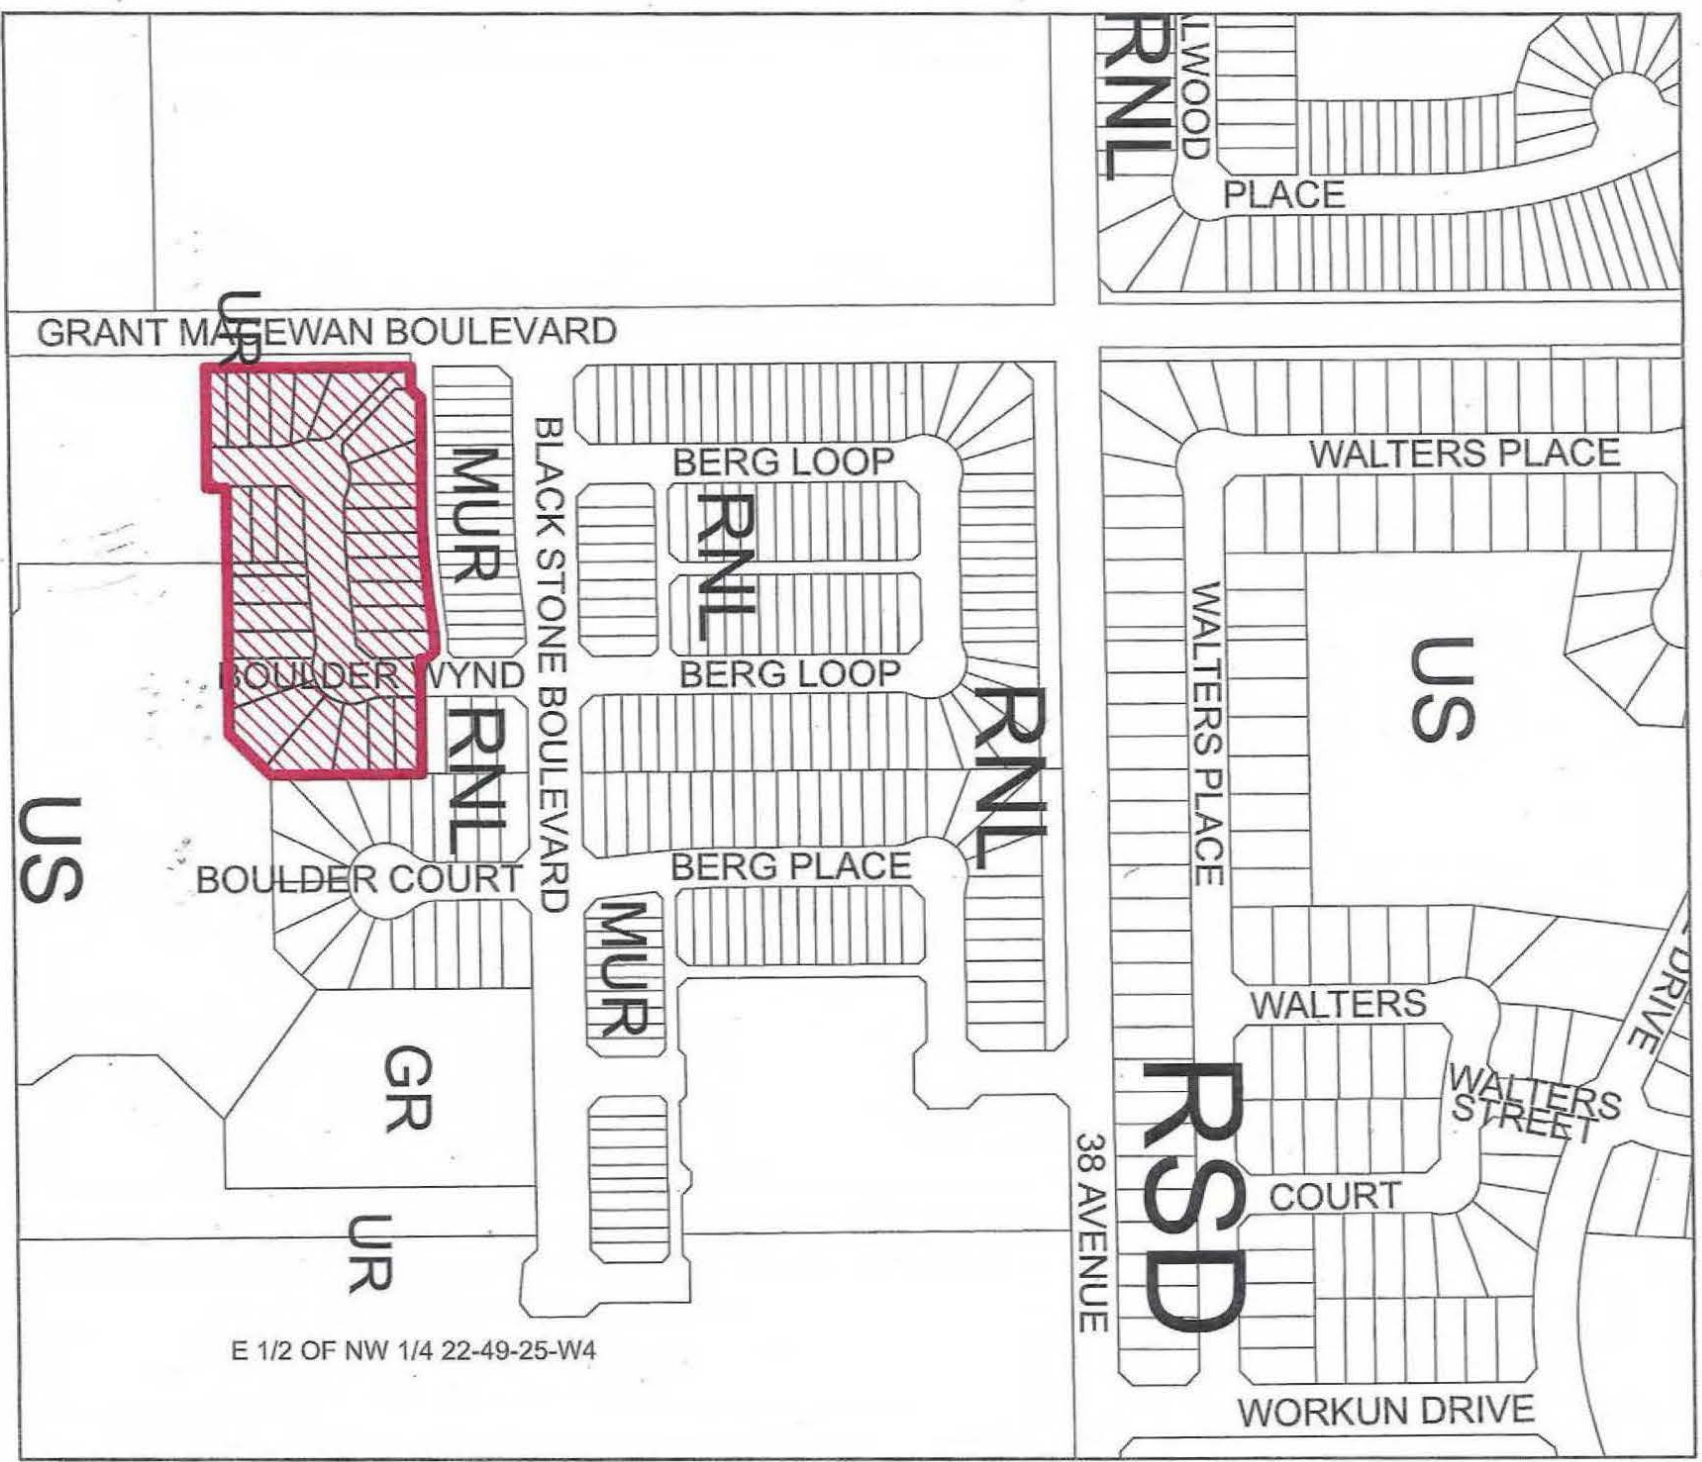 RNL
ALWOOD
PLACE
UR
GRANT MACEWAN BOULEVARD
BLACK STONE BOULEVARD
MUR
BERG LOOP
RNL
WALTERS PLACE
BOULDER WYND
BERG LOOP
WALTERS PLACE
US
RNL
RNL
US
BOULDER COURT
BERG PLACE
MUR
DRIVE
WALTERS
WALTERS
STREET
GR
RSD
38 AVENUE
COURT
UR
E 1/2 OF NW 1/4 22-49-25-W4
WORKUN DRIVE